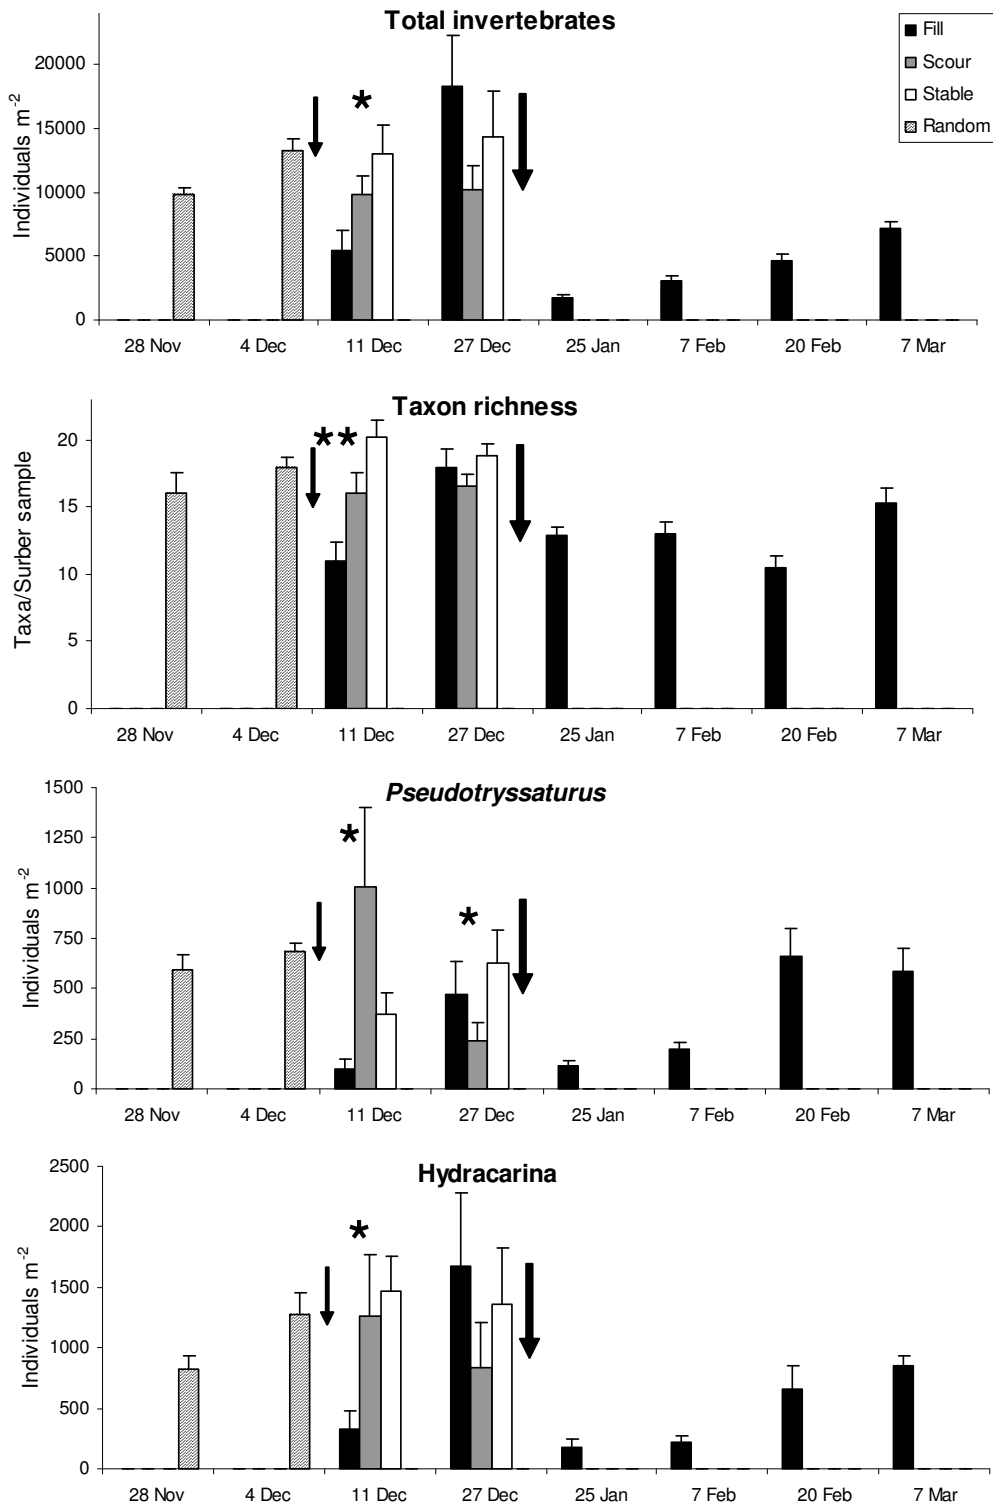 Total invertebrates
Fill
Scour
Stable
Random
Individuals m-2
20000
15000
10000
5000
0
*
28 Nov 4 Dec 11 Dec 27 Dec 25 Jan 7 Feb 20 Feb 7 Mar
Taxon richness
Taxa/Surber sample
20
15
10
5
0
**
28 Nov 4 Dec 11 Dec 27 Dec 25 Jan 7 Feb 20 Feb 7 Mar
Pseudotryssaturus
Individuals m-2
1500
1250
1000
750
500
250
0
*
*
28 Nov 4 Dec 11 Dec 27 Dec 25 Jan 7 Feb 20 Feb 7 Mar
Hydracarina
Individuals m-2
2500
2000
1500
1000
500
0
*
28 Nov 4 Dec 11 Dec 27 Dec 25 Jan 7 Feb 20 Feb 7 Mar